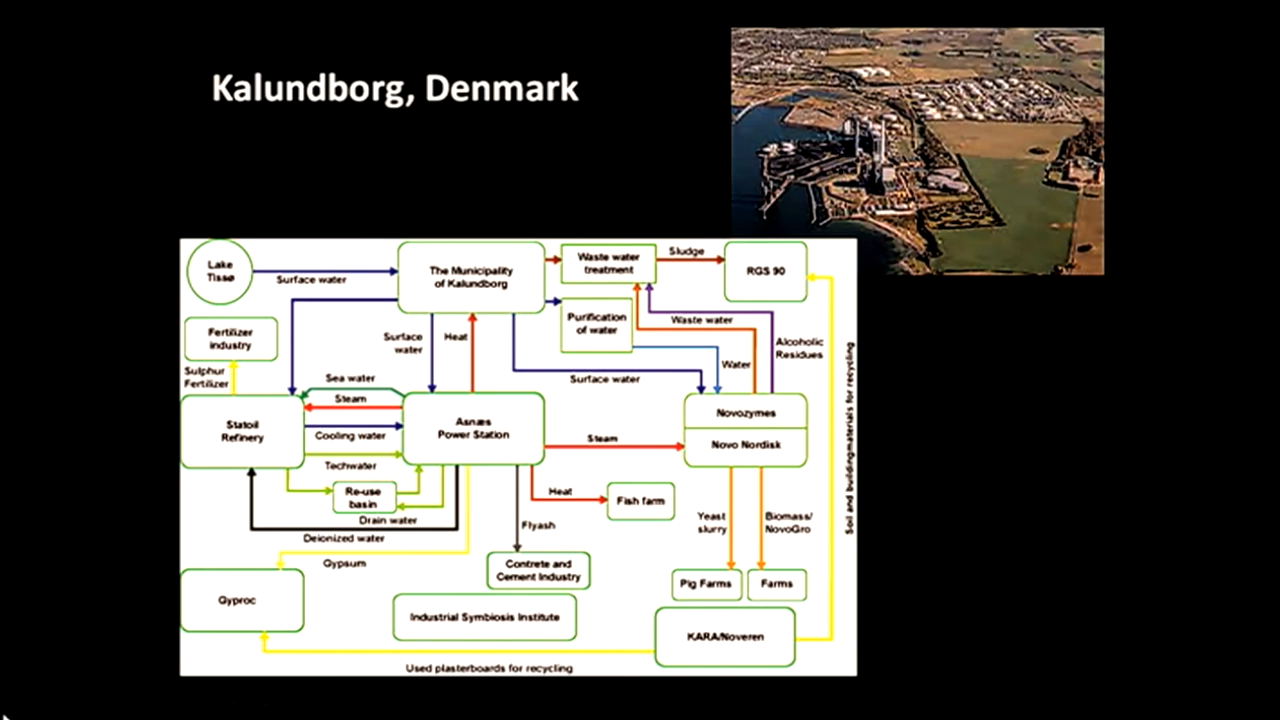 Kalundborg, Denmark
Lake
Tissø
Surface water
The Municipality
of Kalundborg
Waste water
treatment
Sludge
RGS 90
Fertilizer
industry
Surface
water
Heat
Purification
of water
Waste water
Alcoholic
Residues
Sulphur
Fertilizer
Sea water
Surface water
Water
Steam
Statoil
Refinery
Cooling water
Asnæs
Power Station
Steam
Novozymes
Novo Nordisk
Techwater
Re-use
basin
Drain water
Deionized water
Heat
Fish farm
Flyash
Yeast
slurry
Biomass/
NovoGro
Soil and buildingmaterials for recycling
Gypsum
Contrete and
Cement Industry
Pig Farms
Farms
Gyproc
Industrial Symbiosis Institute
KARA/Noveren
Used plasterboards for recycling